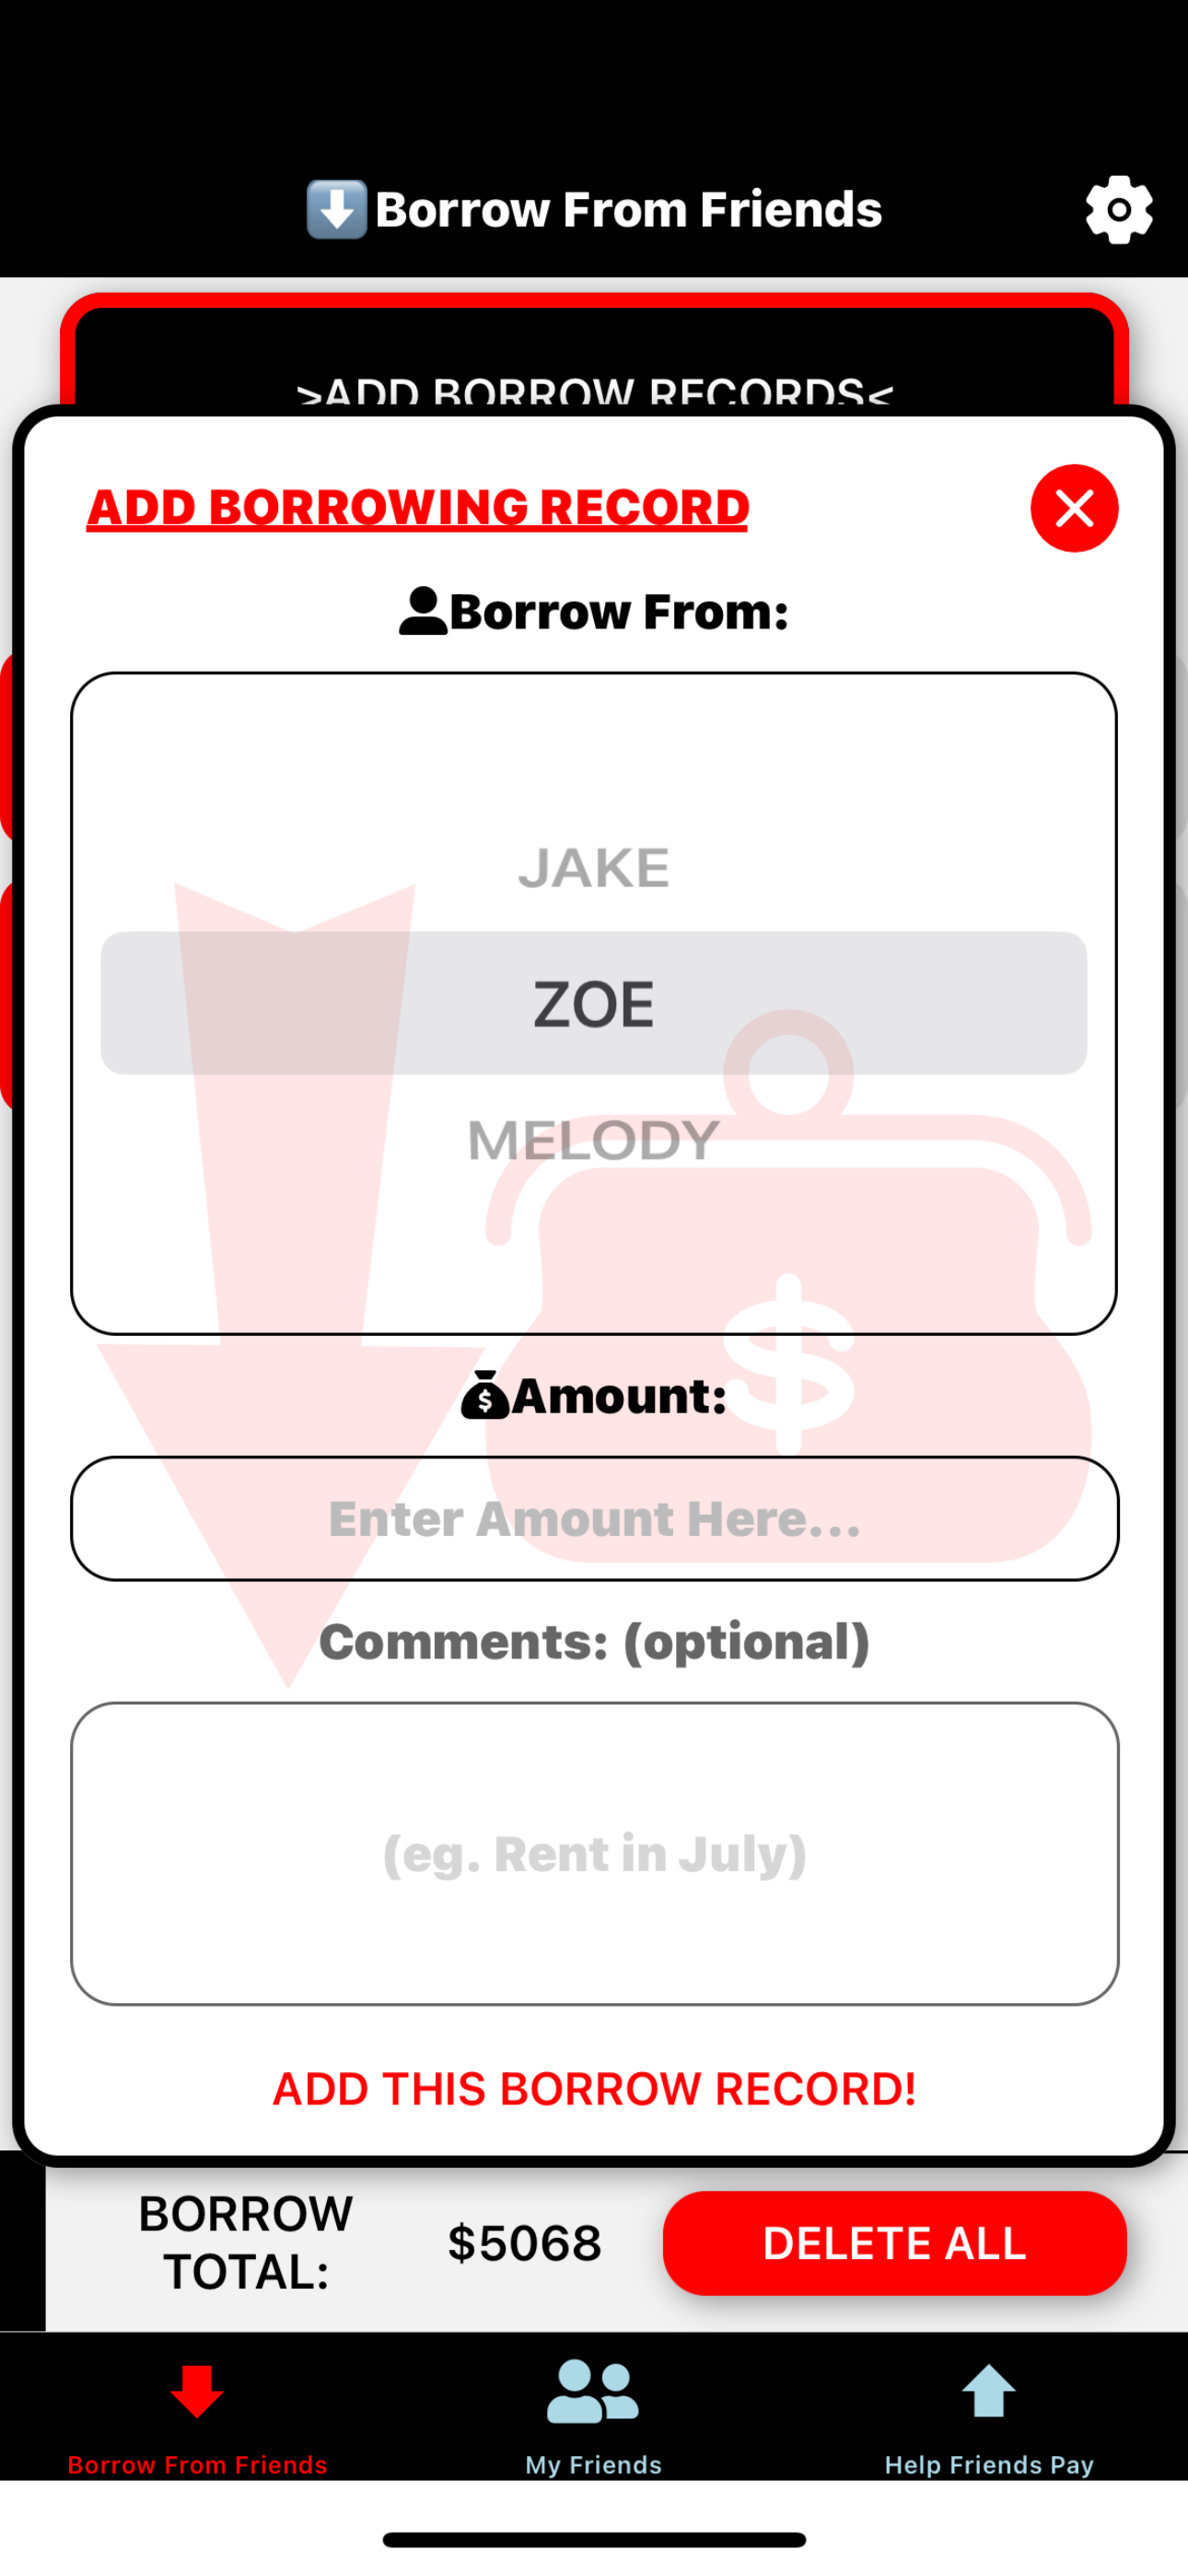 Borrow From Friends
>ADD BORROW RECORDS<
ADD BORROWING RECORD
Borrow From:
JAKE
ZOE
MELODY
$
Amount:
Enter Amount Here...
Comments: (optional)
(eg. Rent in July)
ADD THIS BORROW RECORD!
BORROW
TOTAL:
$5068
DELETE ALL
Borrow From Friends
My Friends
Help Friends Pay